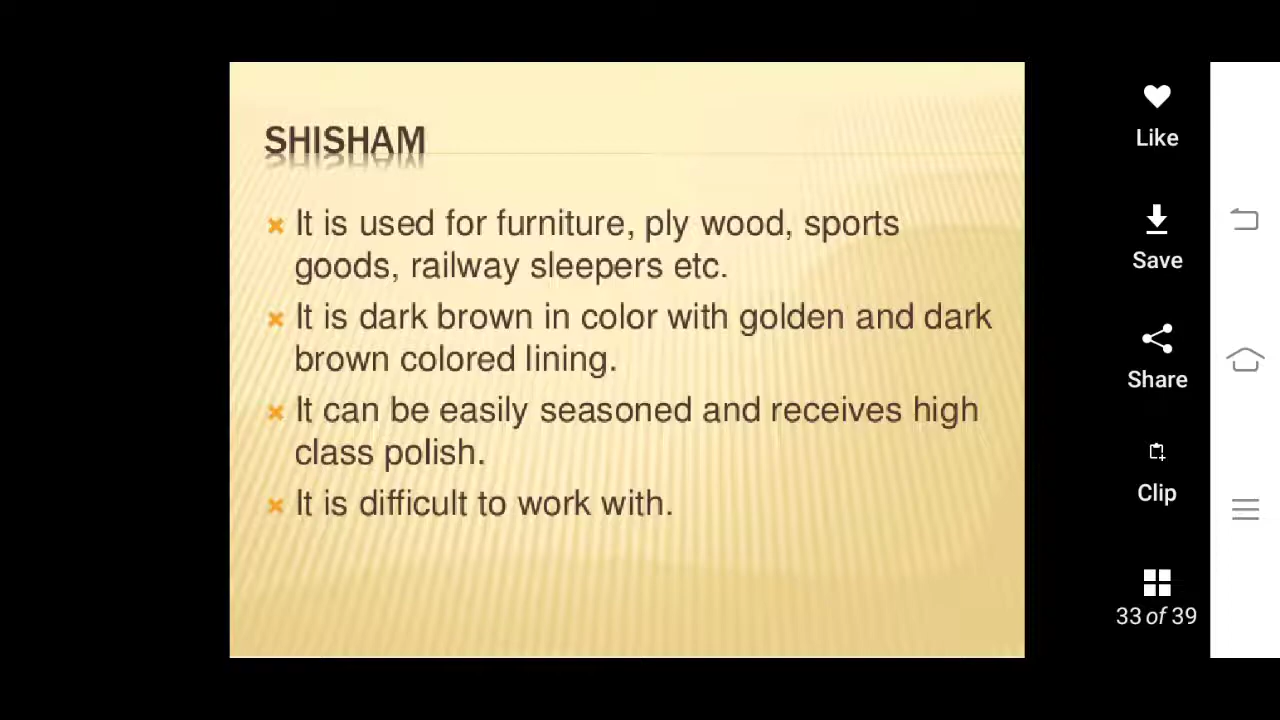 SHISHAM
It is used for furniture, ply wood, sports
goods, railway sleepers etc.
It is dark brown in color with golden and dark
brown colored lining.
It can be easily seasoned and receives high
class polish.
It is difficult to work with.
Like
Save
Share
Clip
33 of 39